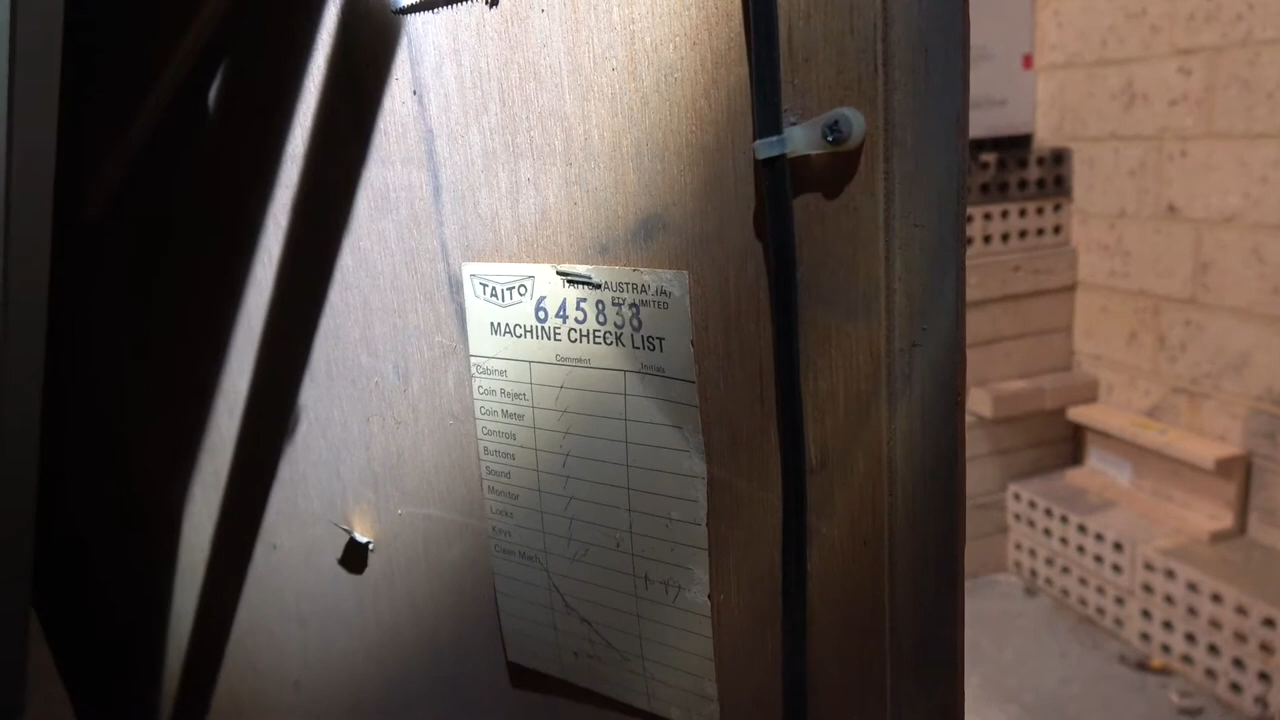 TAITO
TAITO (AUSTRALIA)
PTY. LIMITED
645838
MACHINE CHECK LIST
Comment
Initials
Cabinet
Coin Reject.
Coin Meter
Controls
Buttons
Sound
Monitor
Locks
Keys
Clean Mach.